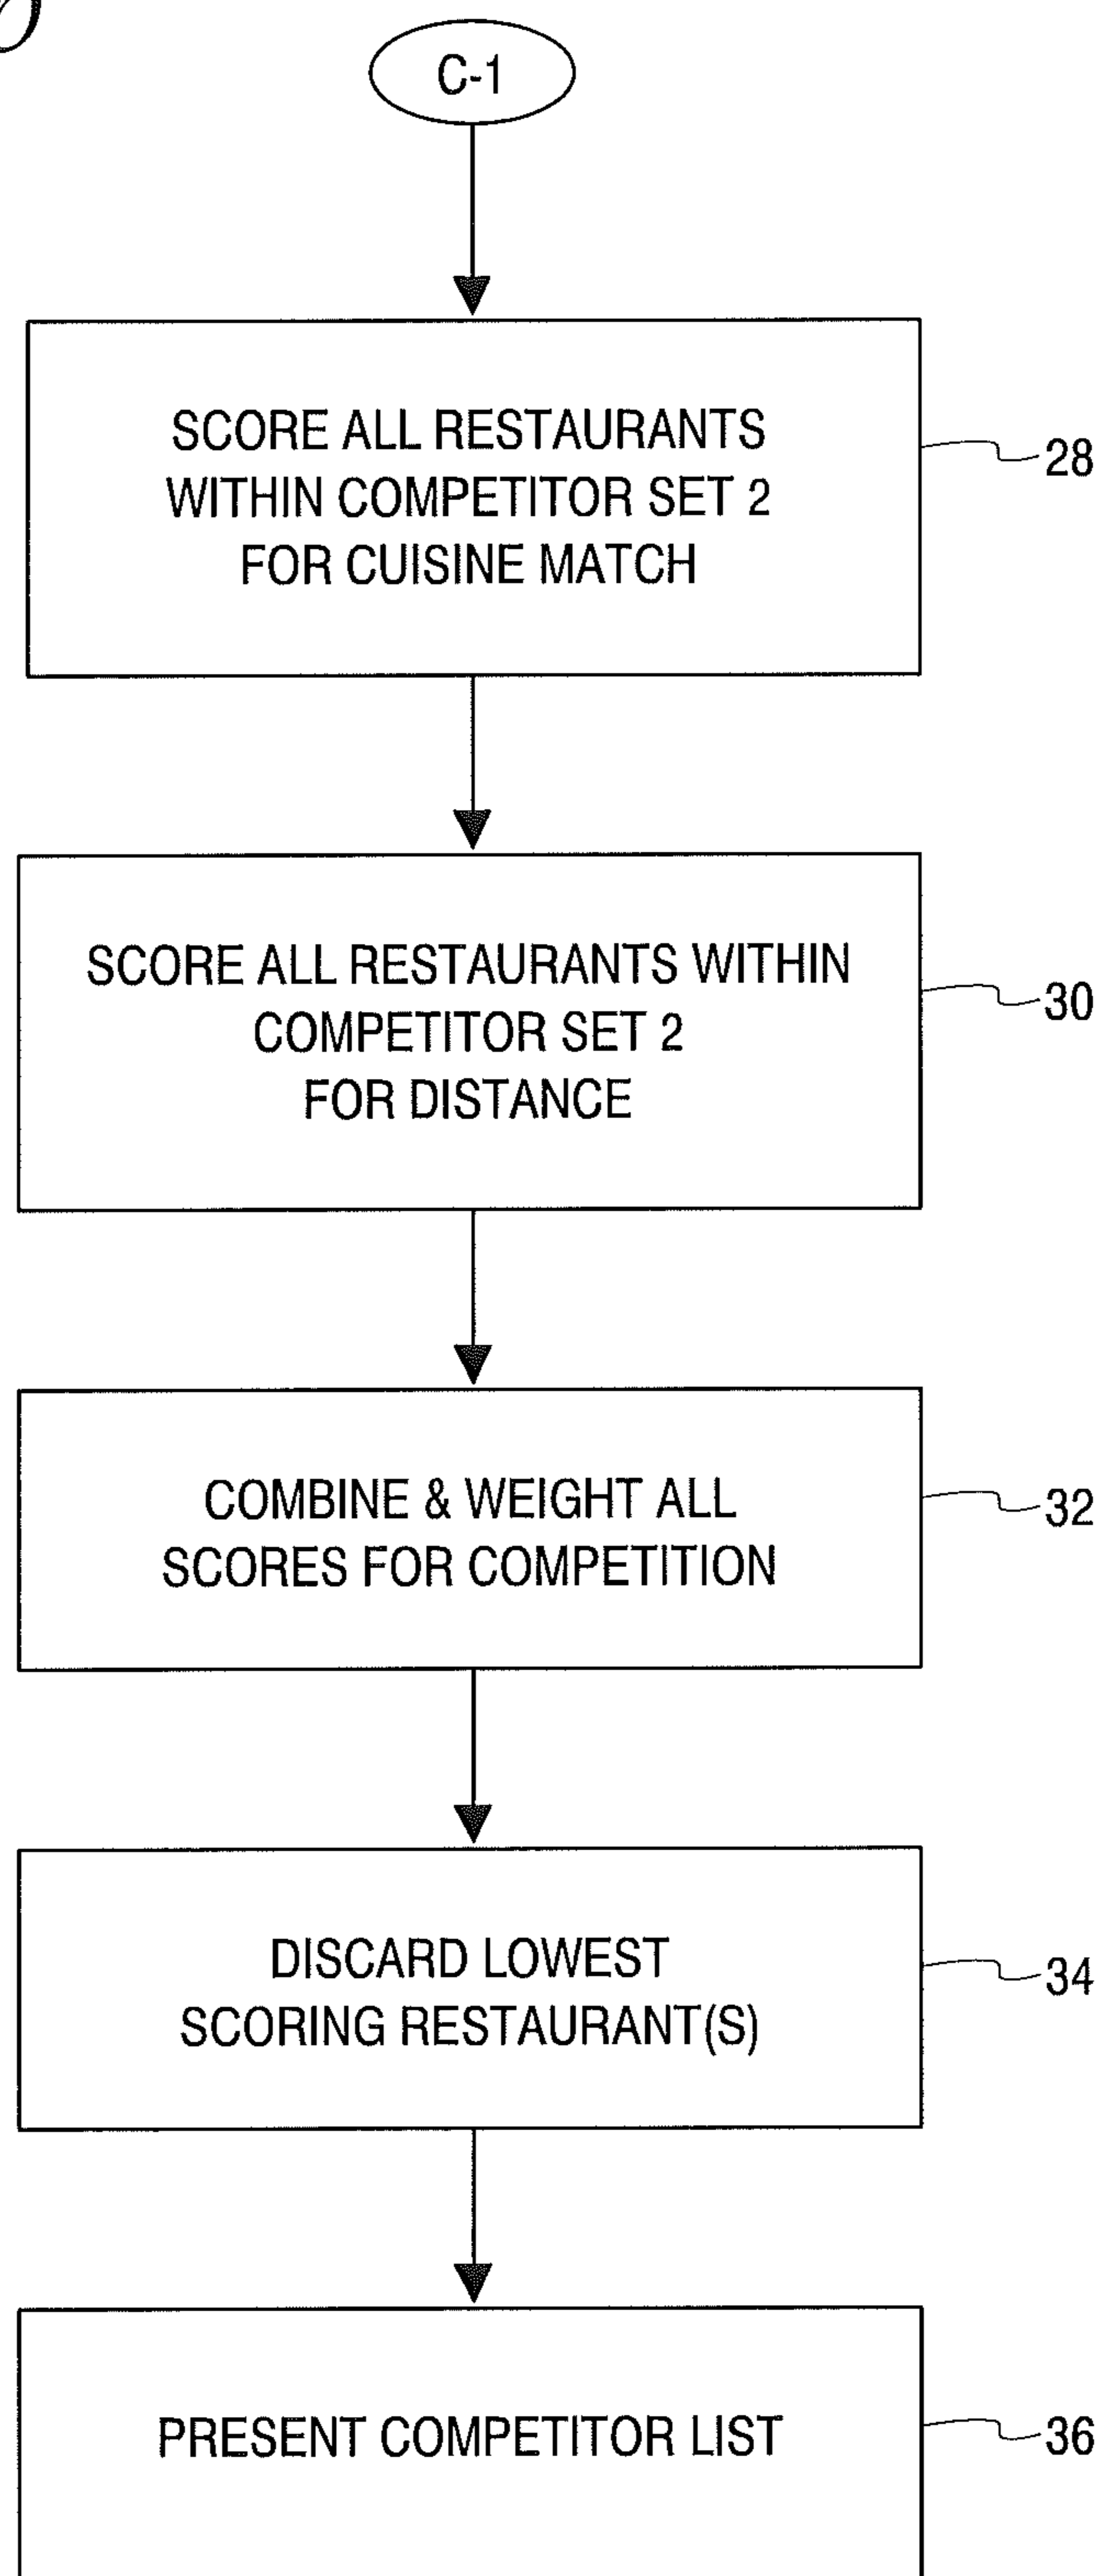 C-1
SCORE ALL RESTAURANTS
WITHIN COMPETITOR SET 2
FOR CUISINE MATCH
28
SCORE ALL RESTAURANTS WITHIN
COMPETITOR SET 2
FOR DISTANCE
30
COMBINE & WEIGHT ALL
SCORES FOR COMPETITION
32
DISCARD LOWEST
SCORING RESTAURANT(S)
34
PRESENT COMPETITOR LIST
36